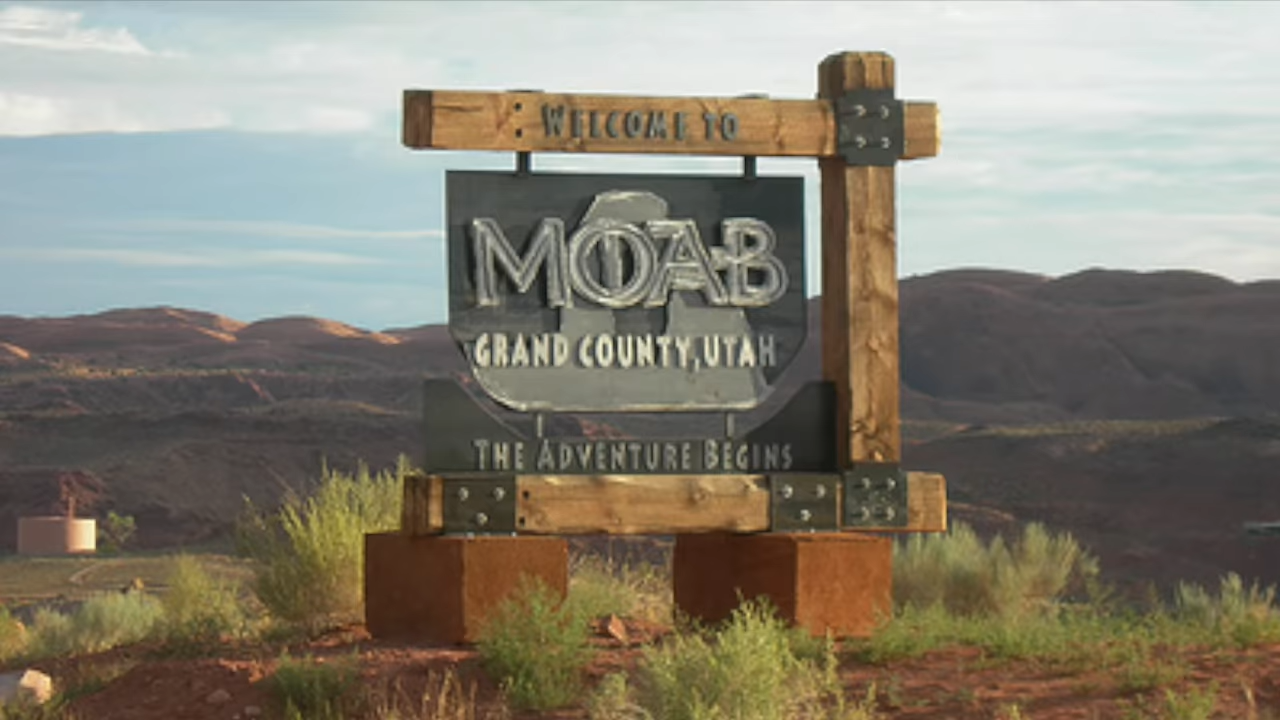 WELCOME TO
MOAB
GRAND COUNTY, UTAH
THE ADVENTURE BEGINS